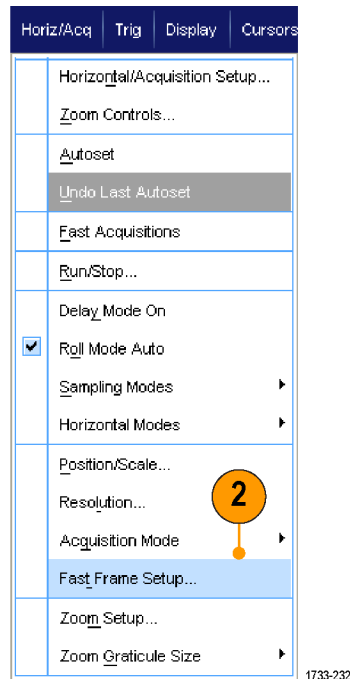 Horiz/Acq Trig Display Cursors
Horizontal/Acquisition Setup...
Zoom Controls...
Autoset
Undo Last Autoset
Fast Acquisitions
Run/Stop...
Delay Mode On
Roll Mode Auto
Sampling Modes
Horizontal Modes
Position/Scale...
Resolution...
2
Acquisition Mode
Fast Frame Setup...
Zoom Setup...
Zoom Graticule Size
1733-232